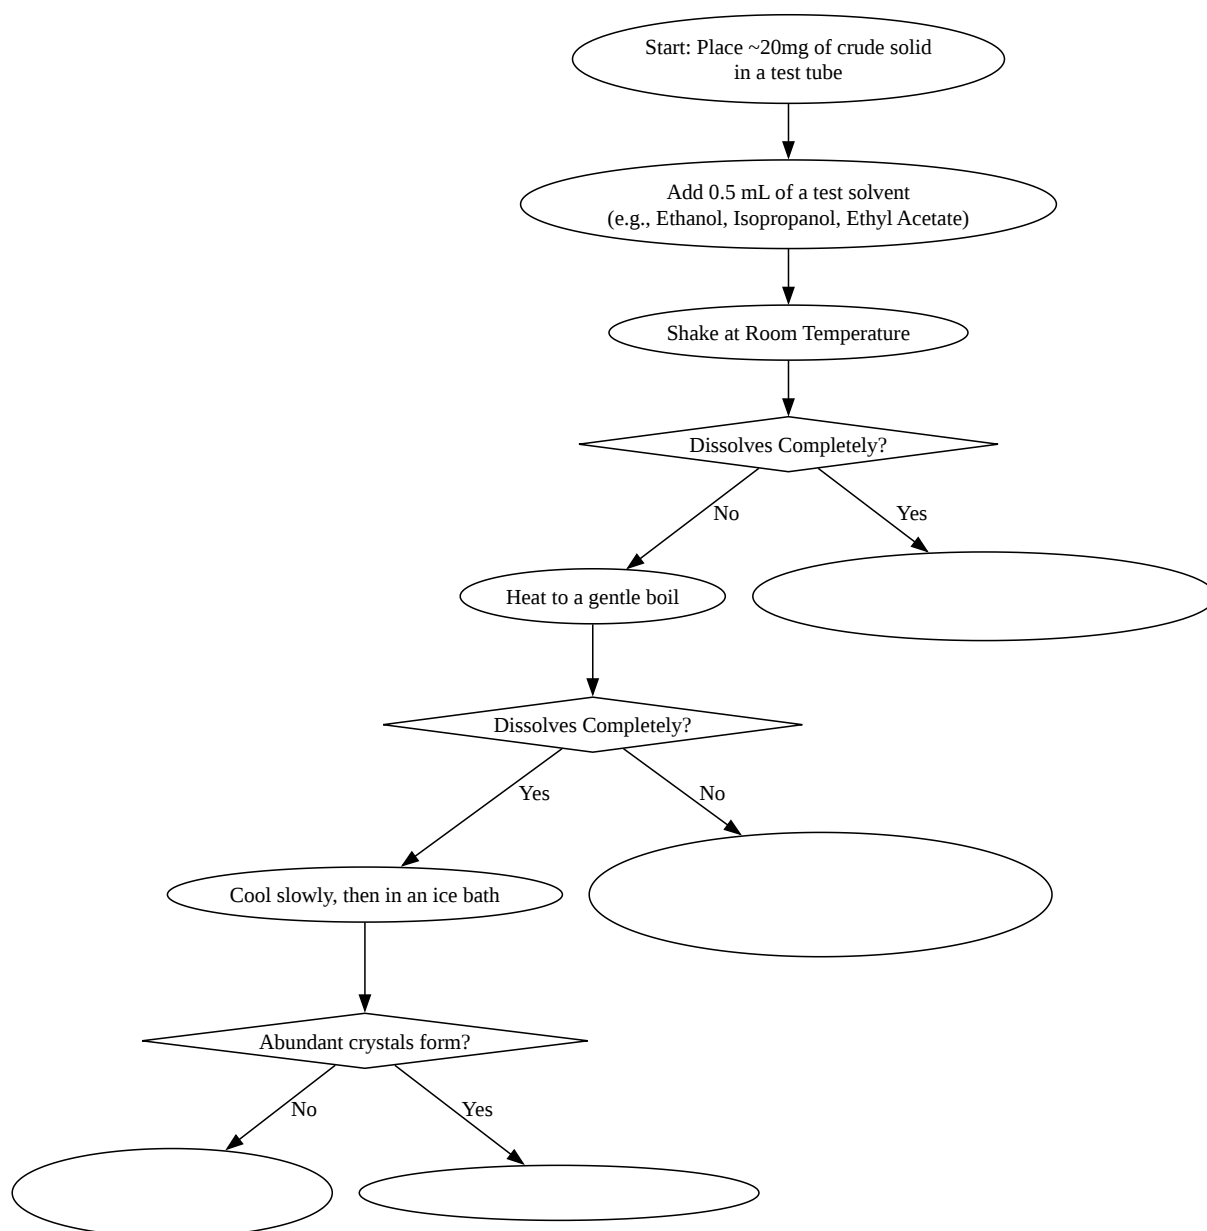 Start: Place ~20mg of crude solid
in a test tube
Add 0.5 mL of a test solvent
(e.g., Ethanol, Isopropanol, Ethyl Acetate)
Shake at Room Temperature
Dissolves Completely?
No
Yes
Heat to a gentle boil
Dissolves Completely?
Yes
No
Cool slowly, then in an ice bath
Abundant crystals form?
No
Yes